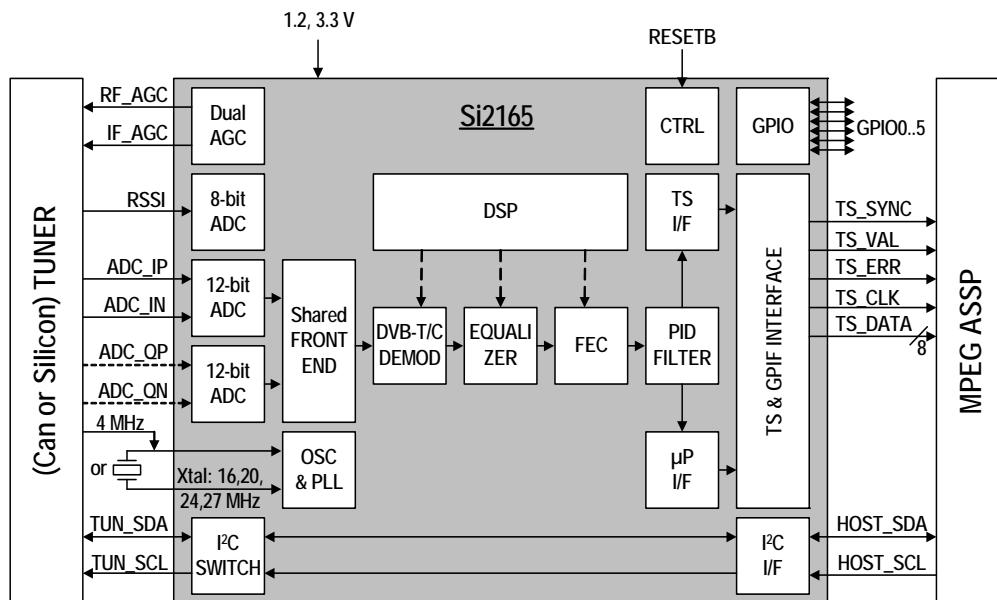 1.2, 3.3 V
RESETB
Si2165
(Can or Silicon) TUNER
RF_AGC
IF_AGC
Dual
AGC
CTRL
GPIO
GPIO0..5
RSSI
8-bit
ADC
DSP
TS
I/F
TS_SYNC
TS_VAL
TS_ERR
TS_CLK
TS_DATA
8
ADC_IP
ADC_IN
12-bit
ADC
ADC_QP
ADC_QN
12-bit
ADC
Shared
FRONT
END
DVB-T/C
DEMOD
EQUALI
ZER
FEC
PID
FILTER
TS & GPIF INTERFACE
MPEG ASSP
4 MHz
or
Xtal: 16,20,
24,27 MHz
OSC
& PLL
µP
I/F
TUN_SDA
TUN_SCL
I²C
SWITCH
I²C
I/F
HOST_SDA
HOST_SCL